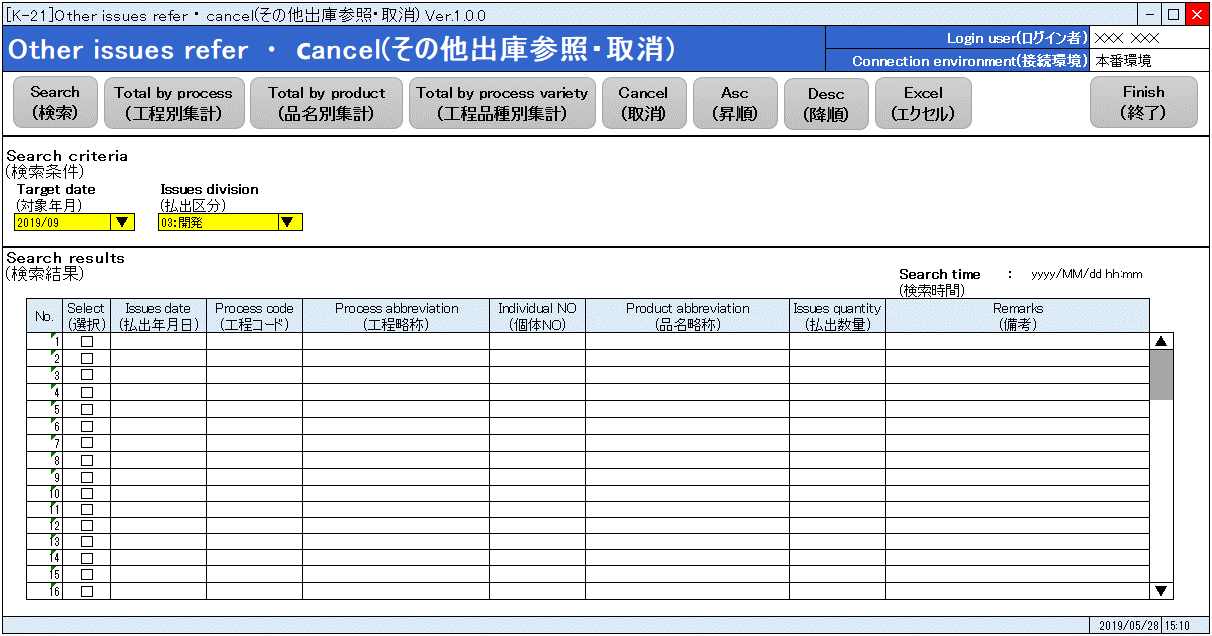 [K-21]Other issues refer・cancel(その他出庫参照・取消) Ver.1.0.0
Other issues refer ・ cancel(その他出庫参照・取消)
Login user(ログイン者) XXX XXX
Connection environment(接続環境) 本番環境
Search
(検索)
Total by process
(工程別集計)
Total by product
(品名別集計)
Total by process variety
(工程品種別集計)
Cancel
(取消)
Asc
(昇順)
Desc
(降順)
Excel
(エクセル)
Finish
(終了)
Search criteria
(検索条件)
Target date
(対象年月)
2019/09
Issues division
(払出区分)
03:開発
Search results
(検索結果)
Search time : yyyy/MM/dd hh:mm
(検索時間)
No.
Select
(選択)
Issues date
(払出年月日)
Process code
(工程コード)
Process abbreviation
(工程略称)
Individual NO
(個体NO)
Product abbreviation
(品名略称)
Issues quantity
(払出数量)
Remarks
(備考)
1
2
3
4
5
6
7
8
9
10
11
12
13
14
15
16
2019/05/28 15:10